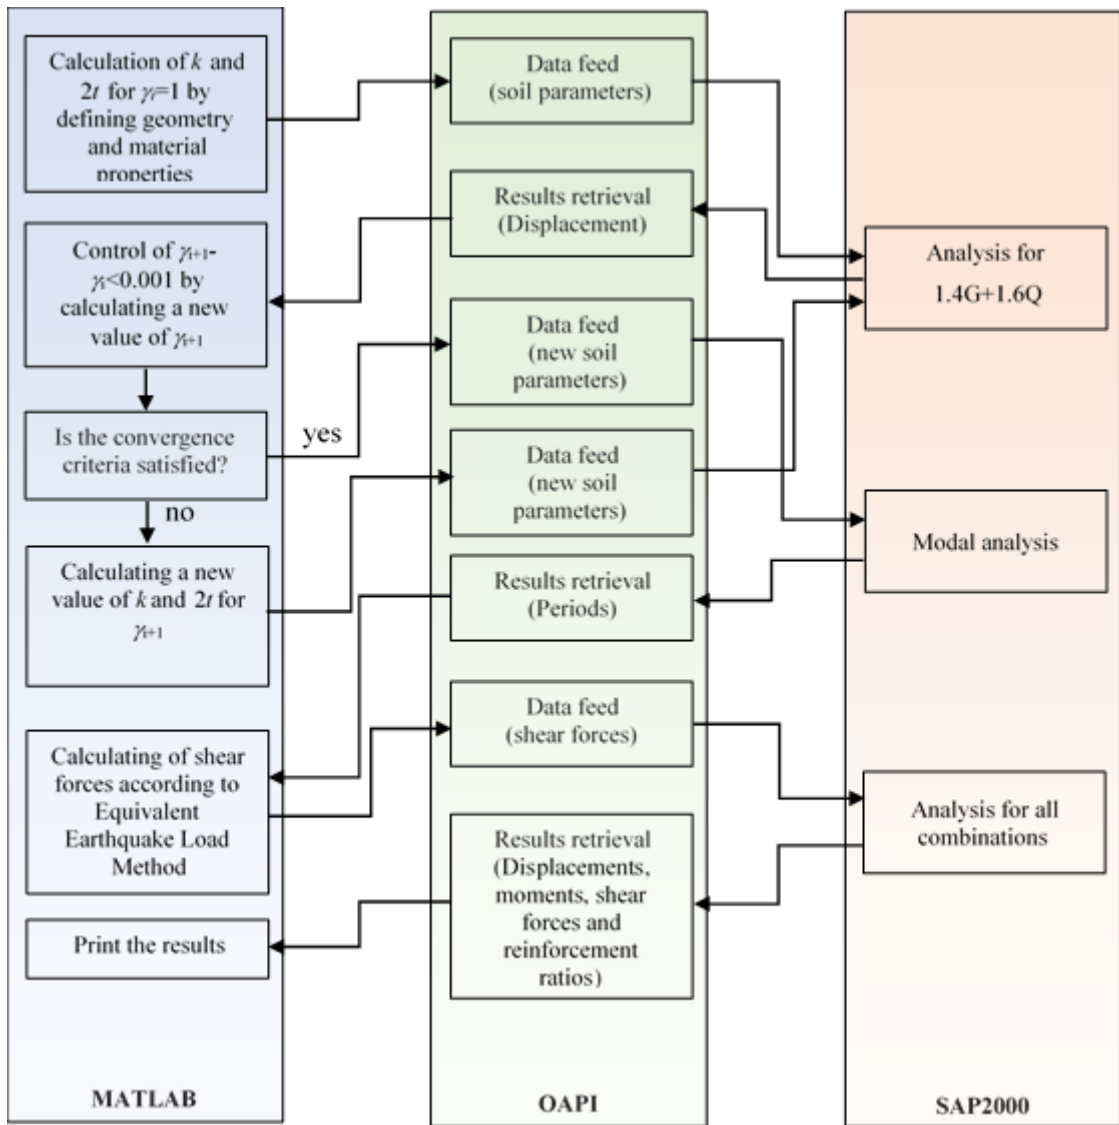 Calculation of k and
2t for γi=1 by
defining geometry
and material
properties
Control of γi+1-
γi<0.001 by
calculating a new
value of γi+1
Is the convergence
criteria satisfied?
yes
no
Calculating a new
value of k and 2t for
γi+1
Calculating of shear
forces according to
Equivalent
Earthquake Load
Method
Print the results
MATLAB
Data feed
(soil parameters)
Results retrieval
(Displacement)
Data feed
(new soil
parameters)
Data feed
(new soil
parameters)
Results retrieval
(Periods)
Data feed
(shear forces)
Results retrieval
(Displacements,
moments, shear
forces and
reinforcement
ratios)
OAPI
Analysis for
1.4G+1.6Q
Modal analysis
Analysis for all
combinations
SAP2000